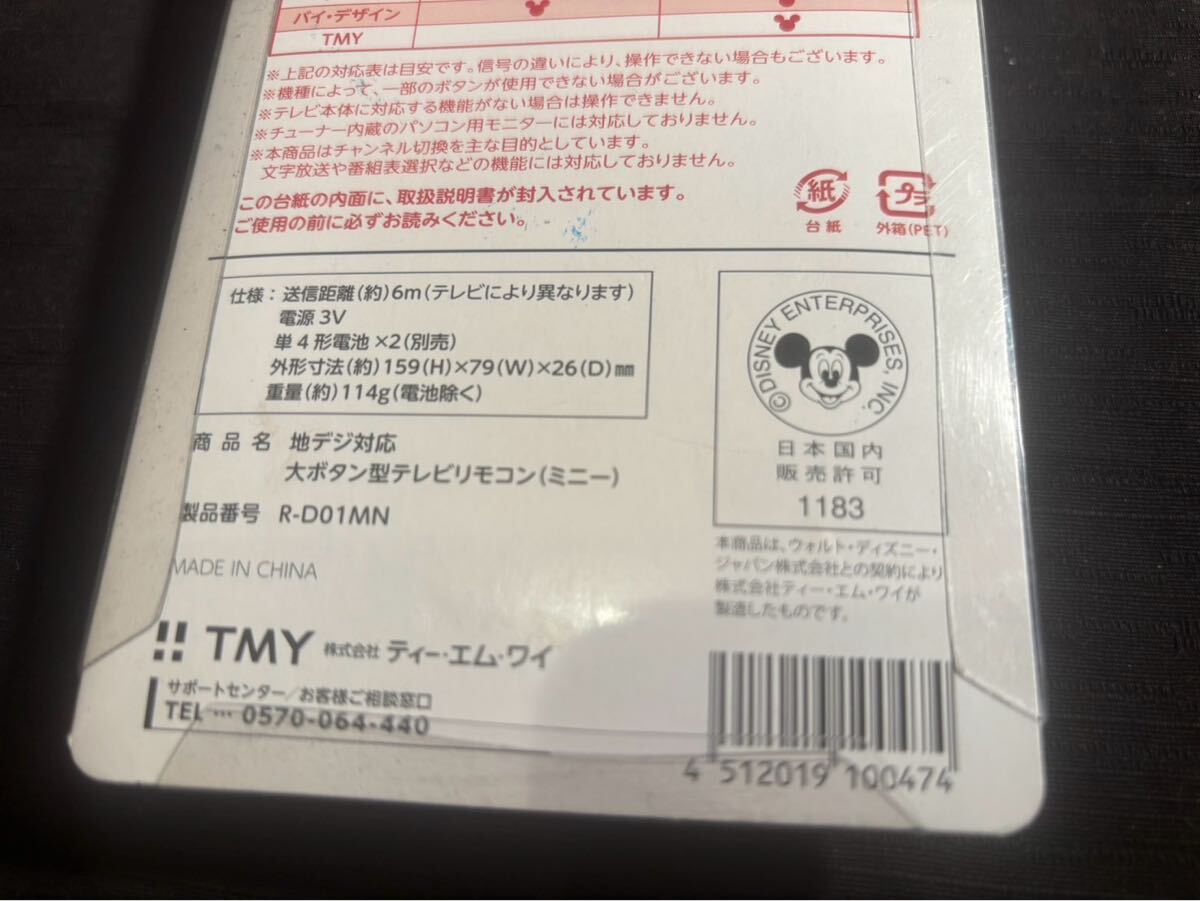 バイ・デザイン
TMY
※上記の対応表は目安です。信号の違いにより、操作できない場合もございます。
※機種によって、一部のボタンが使用できない場合がございます。
※テレビ本体に対応する機能がない場合は操作できません。
※チューナー内蔵のパソコン用モニターには対応しておりません。
※本商品はチャンネル切換を主な目的としています。
文字放送や番組表選択などの機能には対応しておりません。
この台紙の内面に、取扱説明書が封入されています。
ご使用の前に必ずお読みください。
紙
台紙
プラ
外箱(PET)
仕様：送信距離(約)6m(テレビにより異なります)
電源 3V
単4形電池×2(別売)
外形寸法(約)159(H)×79(W)×26(D)㎜
重量(約)114g(電池除く)
©DISNEY ENTERPRISES, INC.
日本国内
販売許可
1183
商品名 地デジ対応
大ボタン型テレビリモコン(ミニー)
製品番号 R-D01MN
MADE IN CHINA
本商品は、ウォルト・ディズニー・
ジャパン株式会社との契約により
株式会社ティー・エム・ワイが
製造したものです。
!! TMY 株式会社 ティー・エム・ワイ
サポートセンター/お客様ご相談窓口
TEL … 0570-064-440
4 512019 100474